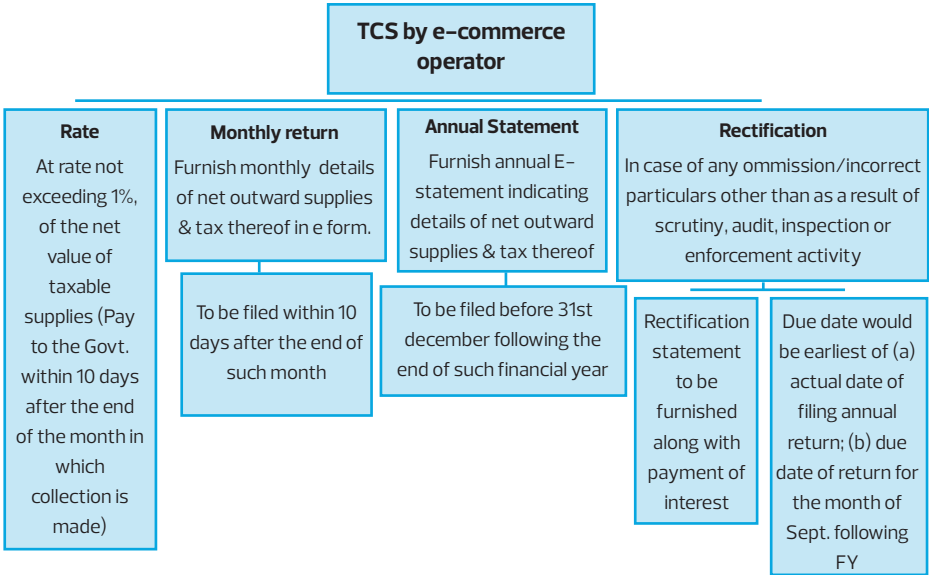 TCS by e-commerce
operator
Rate
At rate not
exceeding 1%,
of the net
value of
taxable
supplies (Pay
to the Govt.
within 10 days
after the end
of the month in
which
collection is
made)
Monthly return
Furnish monthly details
of net outward supplies
& tax thereof in e form.
To be filed within 10
days after the end of
such month
Annual Statement
Furnish annual E-
statement indicating
details of net outward
supplies & tax thereof
To be filed before 31st
december following the
end of such financial year
Rectification
In case of any ommission/incorrect
particulars other than as a result of
scrutiny, audit, inspection or
enforcement activity
Rectification
statement
to be
furnished
along with
payment of
interest
Due date would
be earliest of (a)
actual date of
filing annual
return; (b) due
date of return for
the month of
Sept. following
FY